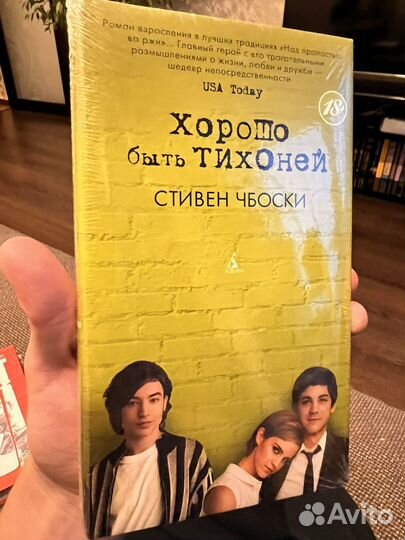 Роман взросления в лучших традициях «Над пропастью
во ржи»... Главный герой с его трогательными
размышлениями о жизни, любви и дружбе —
шедевр непосредственности
USA Today
18+
хорошо
быть тихоней
СТИВЕН ЧБОСКИ
АЗБУКА
Avito